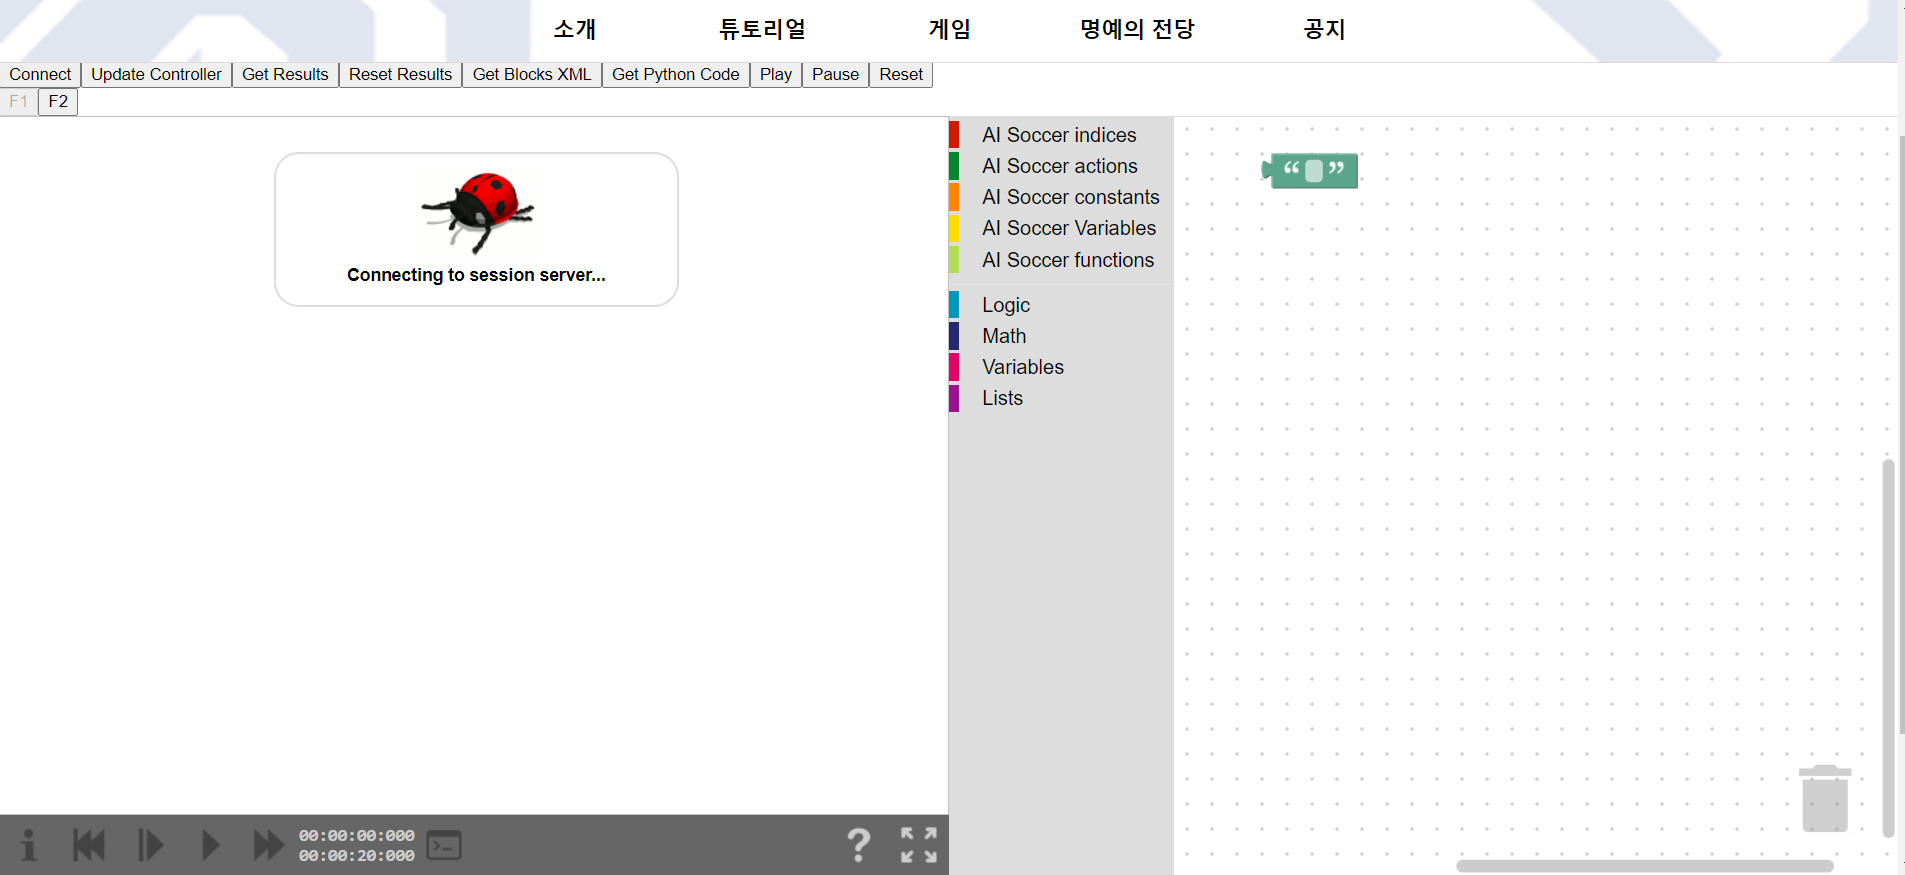 소개 튜토리얼 게임 명예의 전당 공지
Connect Update Controller Get Results Reset Results Get Blocks XML Get Python Code Play Pause Reset
F1 F2
Connecting to session server...
AI Soccer indices
AI Soccer actions
AI Soccer constants
AI Soccer Variables
AI Soccer functions
Logic
Math
Variables
Lists
“ ”
00:00:00:000
00:00:20:000